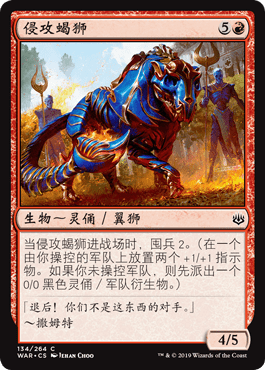 侵攻蝎狮
5
生物～灵俑／翼狮
当侵攻蝎狮进战场时，囤兵 2。（在一个
由你操控的军队上放置两个 +1/+1 指示
物。如果你未操控军队，则先派出一个
0/0 黑色灵俑／军队衍生物。）
「退后！你们不是这东西的对手。」
～撒姆特
4/5
134/264 C
WAR • CS JEHAN CHOO
™ & © 2019 Wizards of the Coast